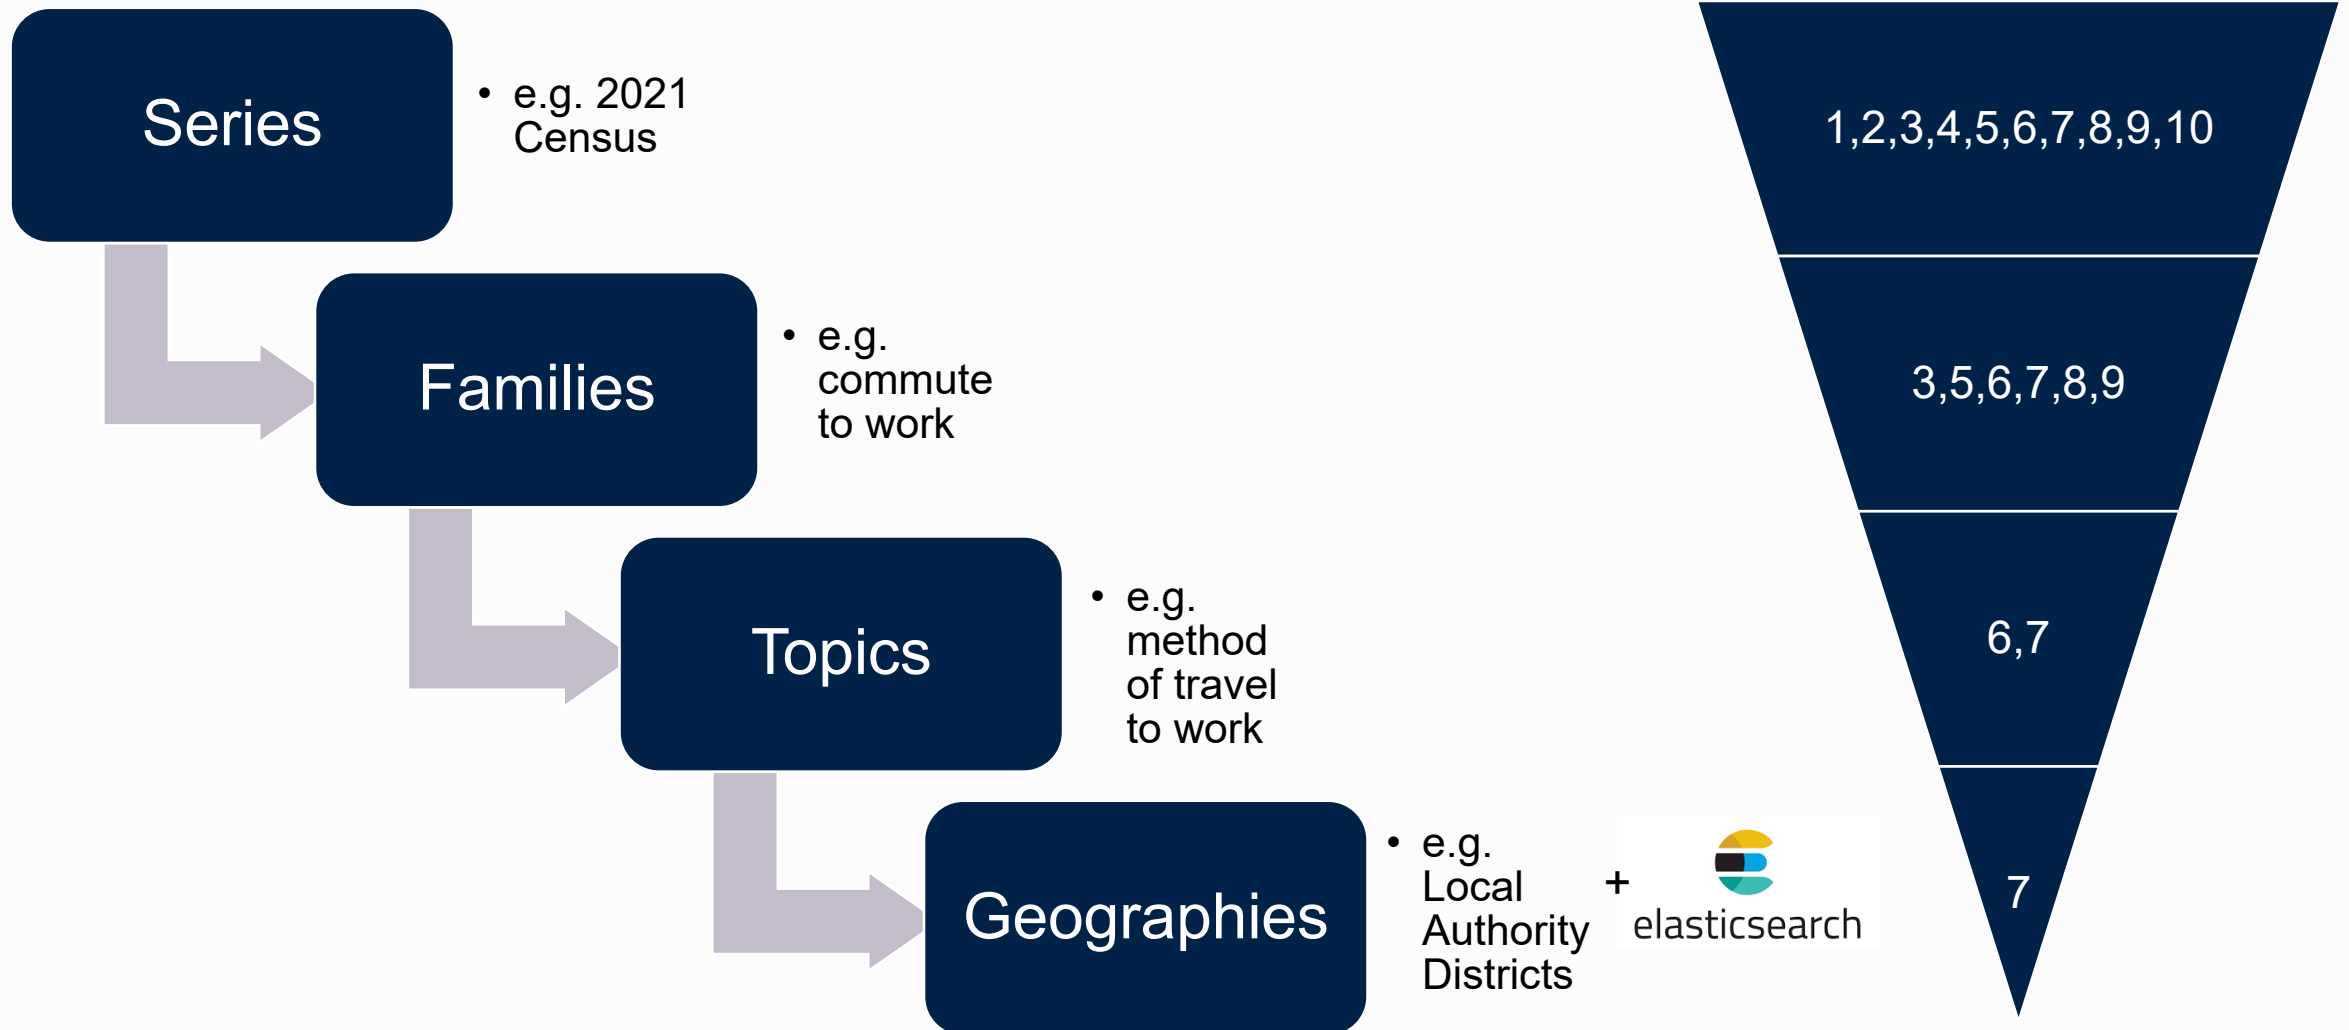 Series
• e.g. 2021
Census
Families
• e.g.
commute
to work
Topics
• e.g.
method
of travel
to work
Geographies
• e.g.
Local
Authority
Districts
+
elasticsearch
1,2,3,4,5,6,7,8,9,10
3,5,6,7,8,9
6,7
7